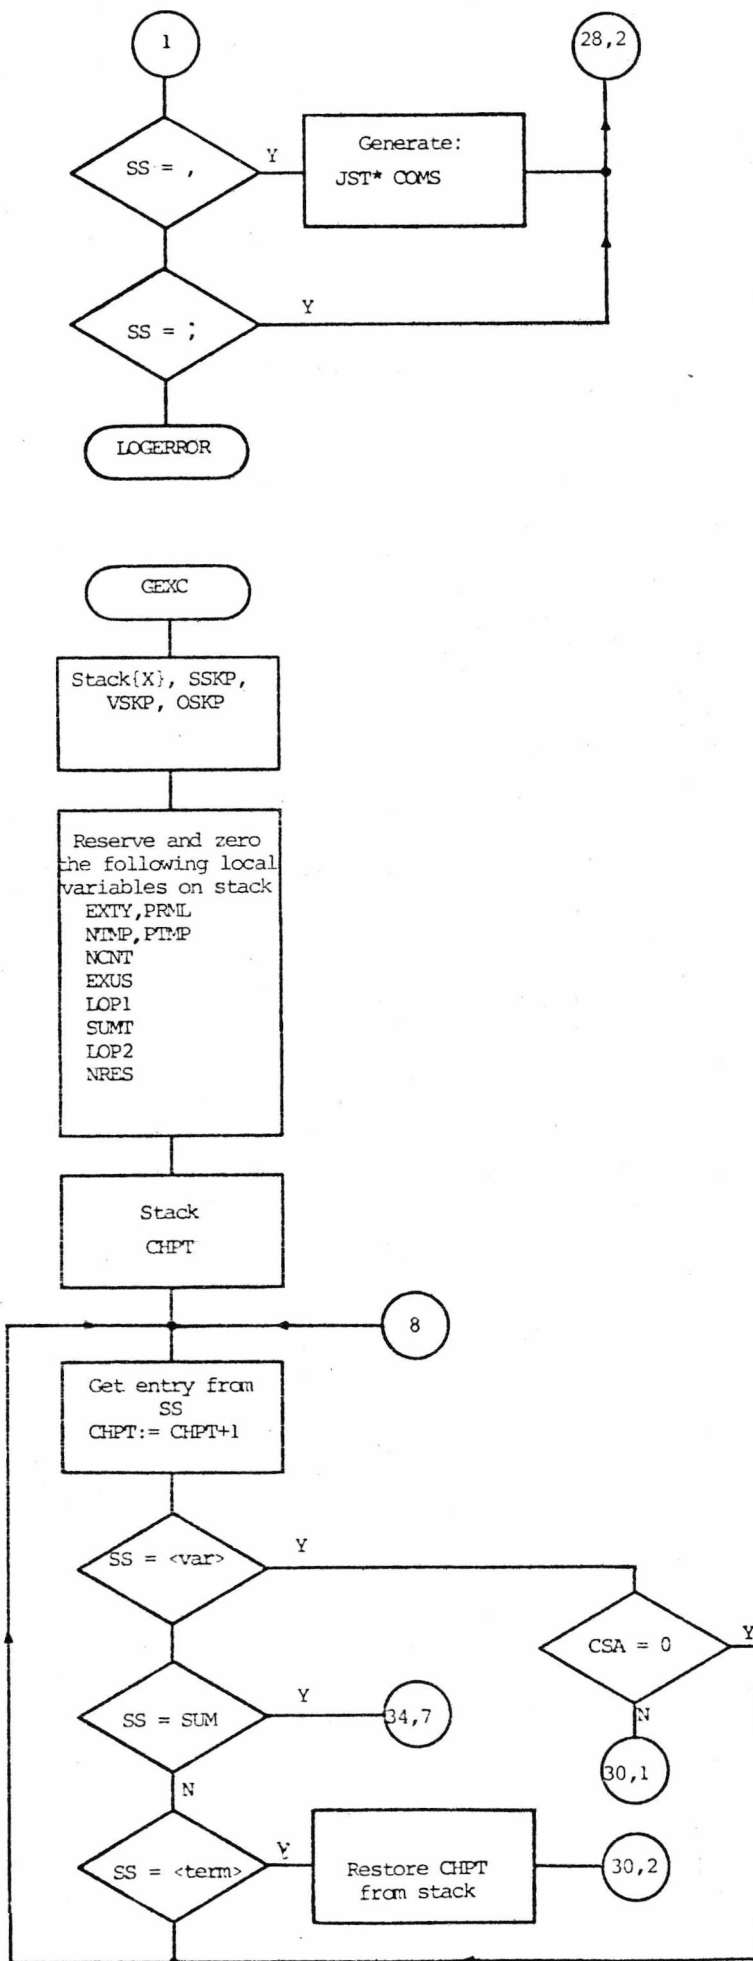 1
28,2
SS = ,
Y
Generate:
JST* COMS
SS = ;
Y
LOGERROR
GEXC
Stack{X}, SSKP,
VSKP, OSKP
Reserve and zero
the following local
variables on stack
EXTY,PRML
NTMP,PTMP
NCNT
EXUS
LOP1
SUMT
LOP2
NRES
Stack
CHPT
8
Get entry from
SS
CHPT:= CHPT+1
SS = <var>
Y
CSA = 0
Y
SS = SUM
Y
34,7
N
30,1
N
SS = <term>
Y
Restore CHPT
from stack
30,2